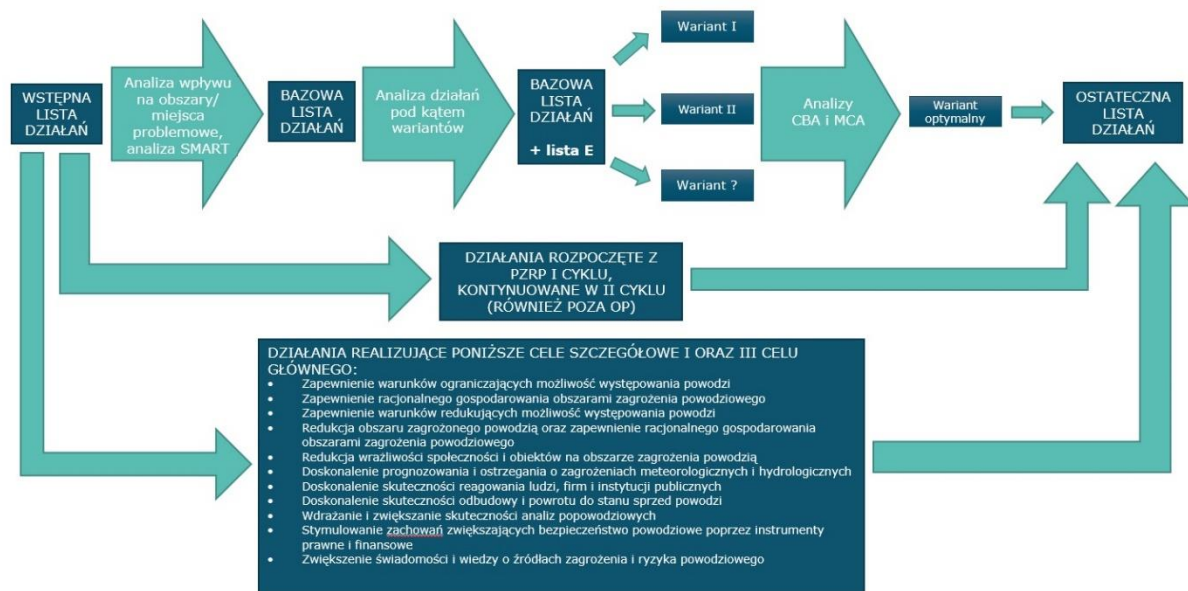 WSTĘPNA
LISTA
DZIAŁAŃ
Analiza wpływu
na obszary/
miejsca
problemowe,
analiza SMART
BAZOWA
LISTA
DZIAŁAŃ
Analiza działań
pod kątem
wariantów
BAZOWA
LISTA
DZIAŁAŃ
+ lista E
Wariant I
Wariant II
Wariant ?
Analizy
CBA i MCA
Wariant
optymalny
OSTATECZNA
LISTA
DZIAŁAŃ
DZIAŁANIA ROZPOCZĘTE Z
PZRP I CYKLU,
KONTYNUOWANE W II CYKLU
(RÓWNIEŻ POZA OP)
DZIAŁANIA REALIZUJĄCE PONIŻSZE CELE SZCZEGÓŁOWE I ORAZ III CELU
GŁÓWNEGO:
• Zapewnienie warunków ograniczających możliwość występowania powodzi
• Zapewnienie racjonalnego gospodarowania obszarami zagrożenia powodziowego
• Zapewnienie warunków redukujących możliwość występowania powodzi
• Redukcja obszaru zagrożonego powodzią oraz zapewnienie racjonalnego gospodarowania
obszarami zagrożenia powodziowego
• Redukcja wrażliwości społeczności i obiektów na obszarze zagrożenia powodzią
• Doskonalenie prognozowania i ostrzegania o zagrożeniach meteorologicznych i hydrologicznych
• Doskonalenie skuteczności reagowania ludzi, firm i instytucji publicznych
• Doskonalenie skuteczności odbudowy i powrotu do stanu sprzed powodzi
• Wdrażanie i zwiększanie skuteczności analiz popowodziowych
• Stymulowanie zachowań zwiększających bezpieczeństwo powodziowe poprzez instrumenty
prawne i finansowe
• Zwiększenie świadomości i wiedzy o źródłach zagrożenia i ryzyka powodziowego